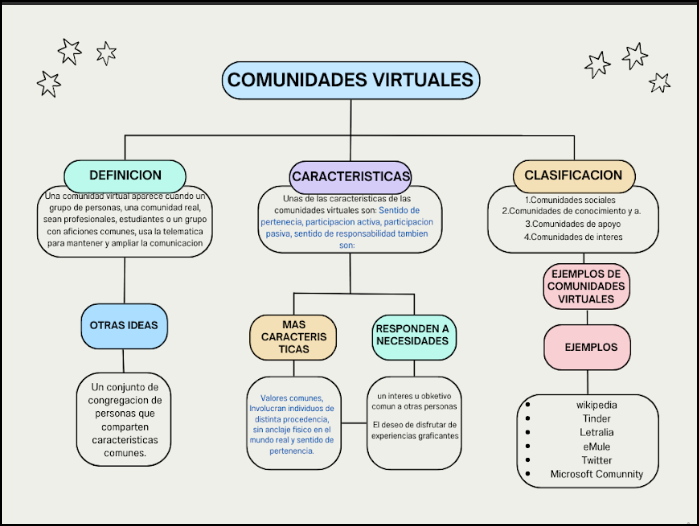 COMUNIDADES VIRTUALES
DEFINICION
Una comunidad virtual aparece cuando un
grupo de personas, una comunidad real,
sean profesionales, estudiantes o un grupo
con aficiones comunes, usa la telematica
para mantener y ampliar la comunicacion
OTRAS IDEAS
Un conjunto de
congregacion de
personas que
comparten
caracteristicas
comunes.
CARACTERISTICAS
Unas de las caracteristicas de las
comunidades virtuales son: Sentido de
pertenecia, participacion activa, participacion
pasiva, sentido de responsabilidad tambien
son:
MAS
CARACTERIS
TICAS
Valores comunes,
Involucran individuos de
distinta procedencia,
sin anclaje fisico en el
mundo real y sentido de
pertenencia.
RESPONDEN A
NECESIDADES
un interes u objetivo
comun a otras personas
El deseo de disfrutar de
experiencias graficantes
CLASIFICACION
1.Comunidades sociales
2.Comunidades de conocimiento y a.
3.Comunidades de apoyo
4.Comunidades de interes
EJEMPLOS DE
COMUNIDADES
VIRTUALES
EJEMPLOS
wikipedia
Tinder
Letralia
eMule
Twitter
Microsoft Comunnity